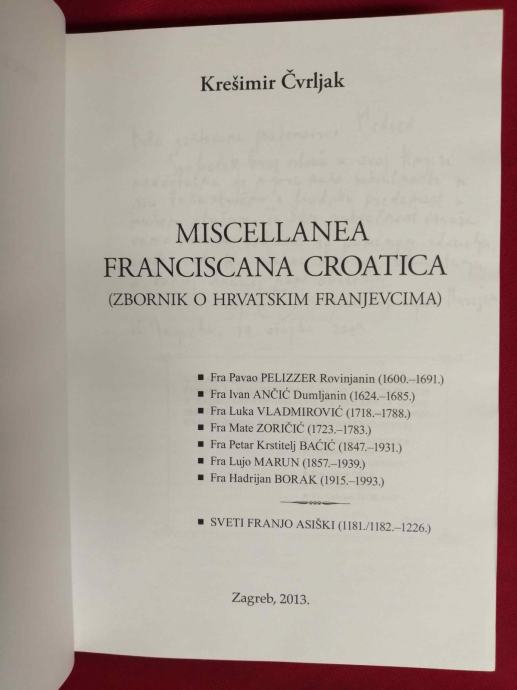 Krešimir Čvrljak
MISCELLANEA
FRANCISCANA CROATICA
(ZBORNIK O HRVATSKIM FRANJEVCIMA)
■ Fra Pavao PELIZZER Rovinjanin (1600.–1691.)
■ Fra Ivan ANČIĆ Dumljanin (1624.–1685.)
■ Fra Luka VLADMIROVIĆ (1718.–1788.)
■ Fra Mate ZORIČIĆ (1723.–1783.)
■ Fra Petar Krstitelj BAĆIĆ (1847.–1931.)
■ Fra Lujo MARUN (1857.–1939.)
■ Fra Hadrijan BORAK (1915.–1993.)
■ SVETI FRANJO ASIŠKI (1181./1182.–1226.)
Zagreb, 2013.